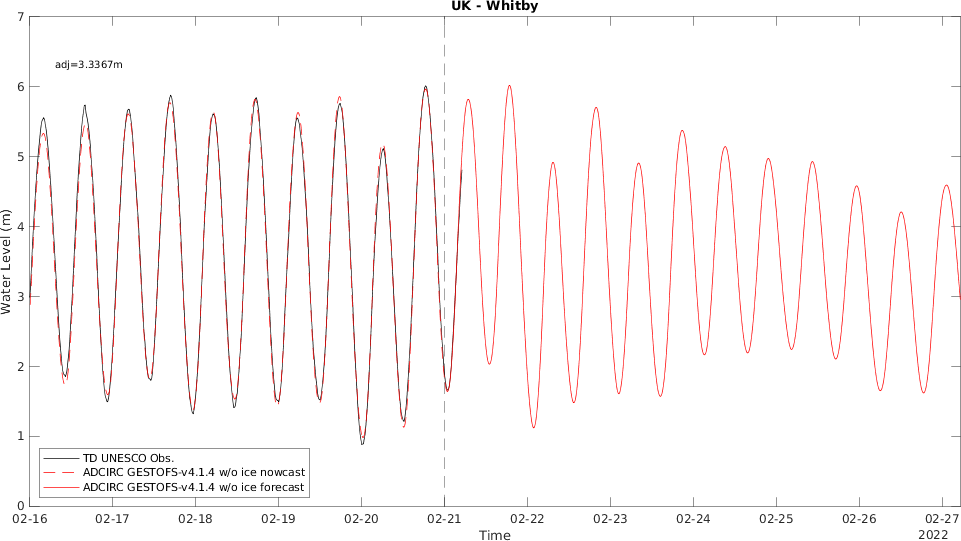 UK - Whitby
7
adj=3.3367m
6
5
4
Water Level (m)
3
2
1
0
TD UNESCO Obs.
ADCIRC GESTOFS-v4.1.4 w/o ice nowcast
ADCIRC GESTOFS-v4.1.4 w/o ice forecast
02-16 02-17 02-18 02-19 02-20 02-21 02-22 02-23 02-24 02-25 02-26 02-27
Time
2022